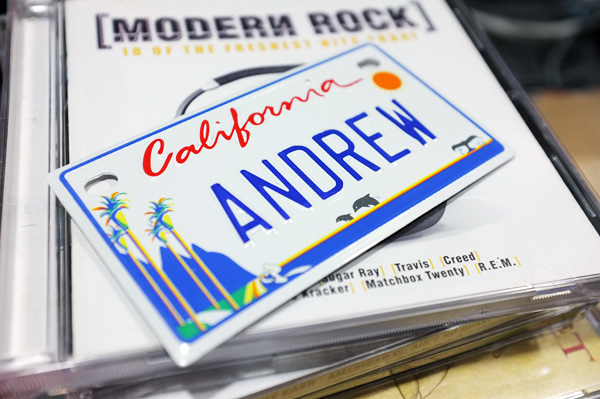 [MODERN ROCK]
18 OF THE FRESHEST HITS TODAY
California
ANDREW
Sugar Ray] [Travis] [Creed]
Kracker] [Matchbox Twenty] [R.E.M.]
T